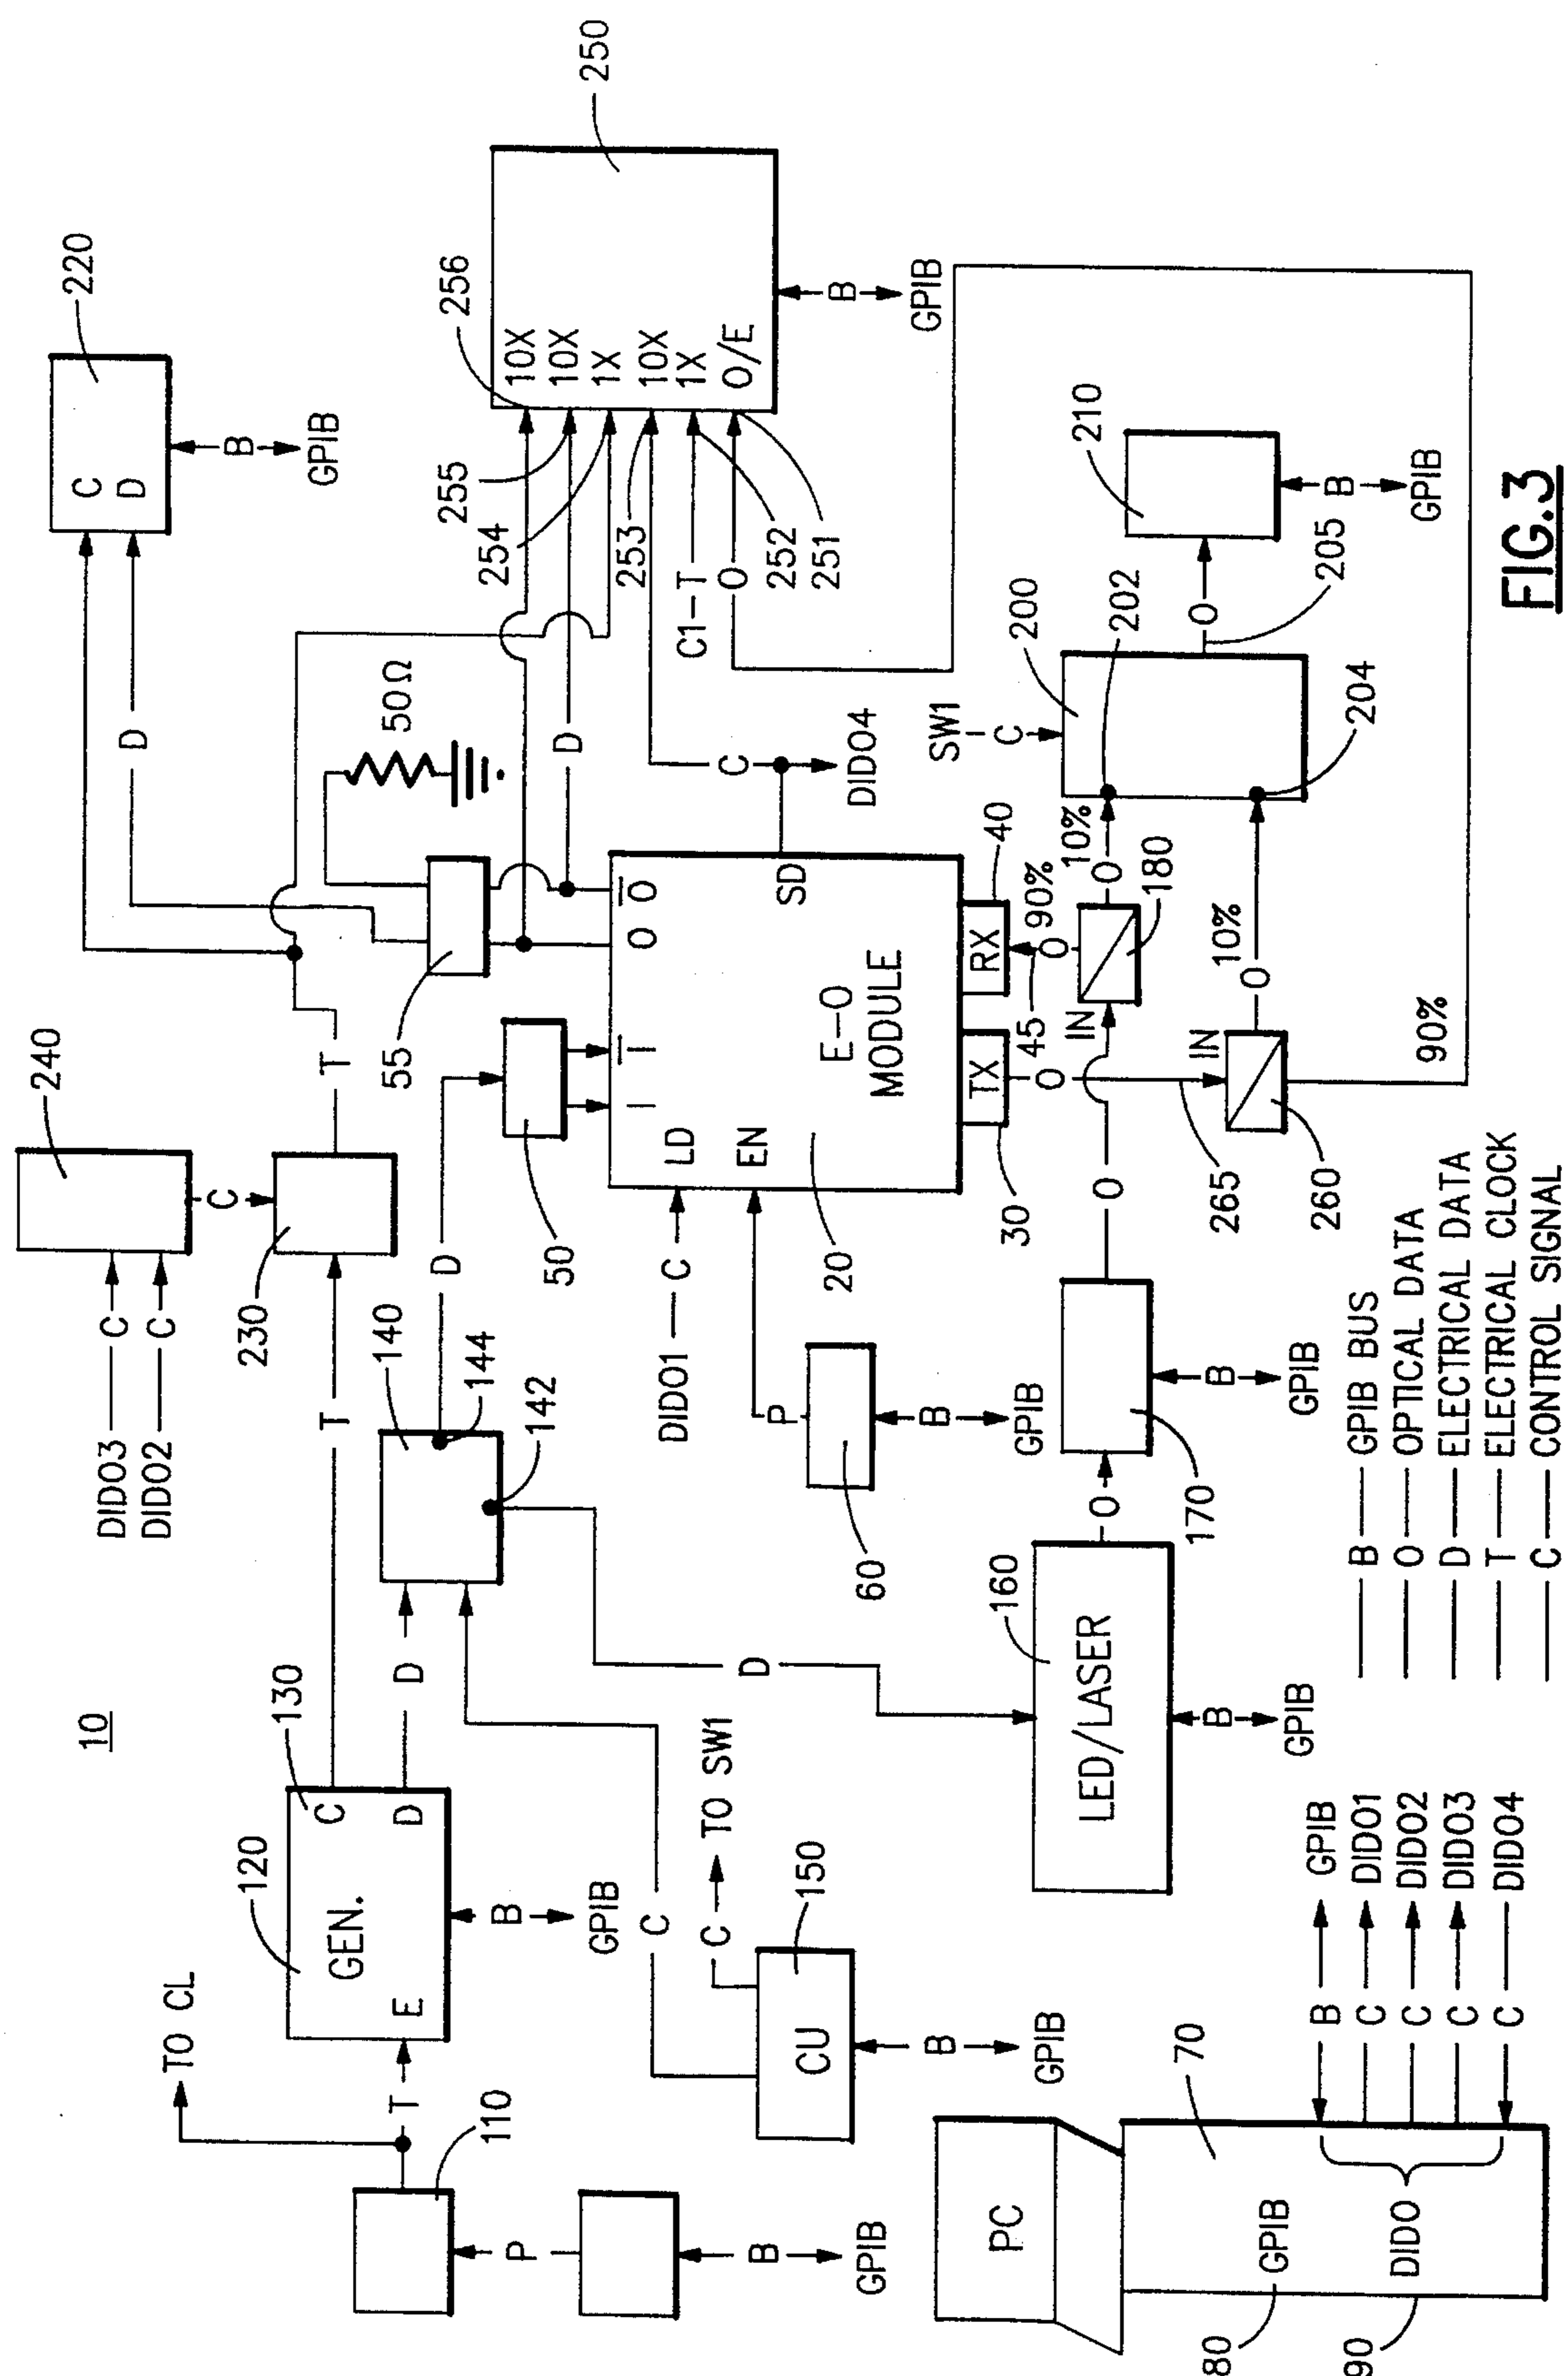 10
TO CL
110
T
P
B
GPIB
120
GEN.
E
C
130
D
B
GPIB
T
D
DIDO3 C
DIDO2 C
240
C
230
T
220
C
D
B
GPIB
D
140
144
142
D
D
C
C
TO SW1
150
CU
B
GPIB
50
55
50Ω
D
I
I̅
O
O̅
LD
EN
SD
E-O
MODULE
20
TX
RX
30
40
DIDO1 C
60
P
B
GPIB
C
DIDO4
250
256
255
254
253
252
251
10X
10X
1X
10X
1X
O/E
C1-T
O
B
GPIB
160
LED/LASER
B
GPIB
O
170
B
GPIB
O
45
O
90%
10%
O
IN
180
O
265
IN
260
10%
O
90%
SW1
C
200
202
204
205
O
210
B
GPIB
PC
70
80
GPIB
90
DIDO
B GPIB
C DIDO1
C DIDO2
C DIDO3
C DIDO4
B GPIB BUS
O OPTICAL DATA
D ELECTRICAL DATA
T ELECTRICAL CLOCK
C CONTROL SIGNAL
FIG.3